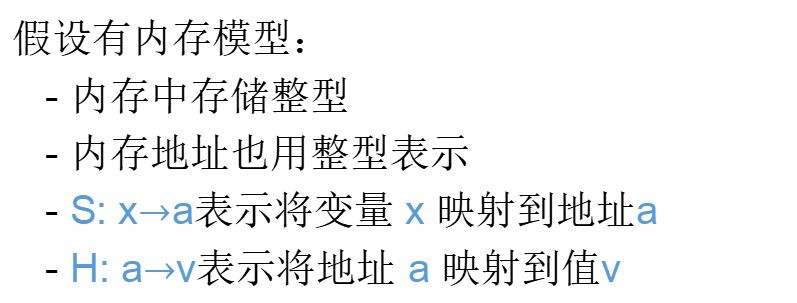 假设有内存模型：
- 内存中存储整型
- 内存地址也用整型表示
- S: x→a表示将变量 x 映射到地址a
- H: a→v表示将地址 a 映射到值v